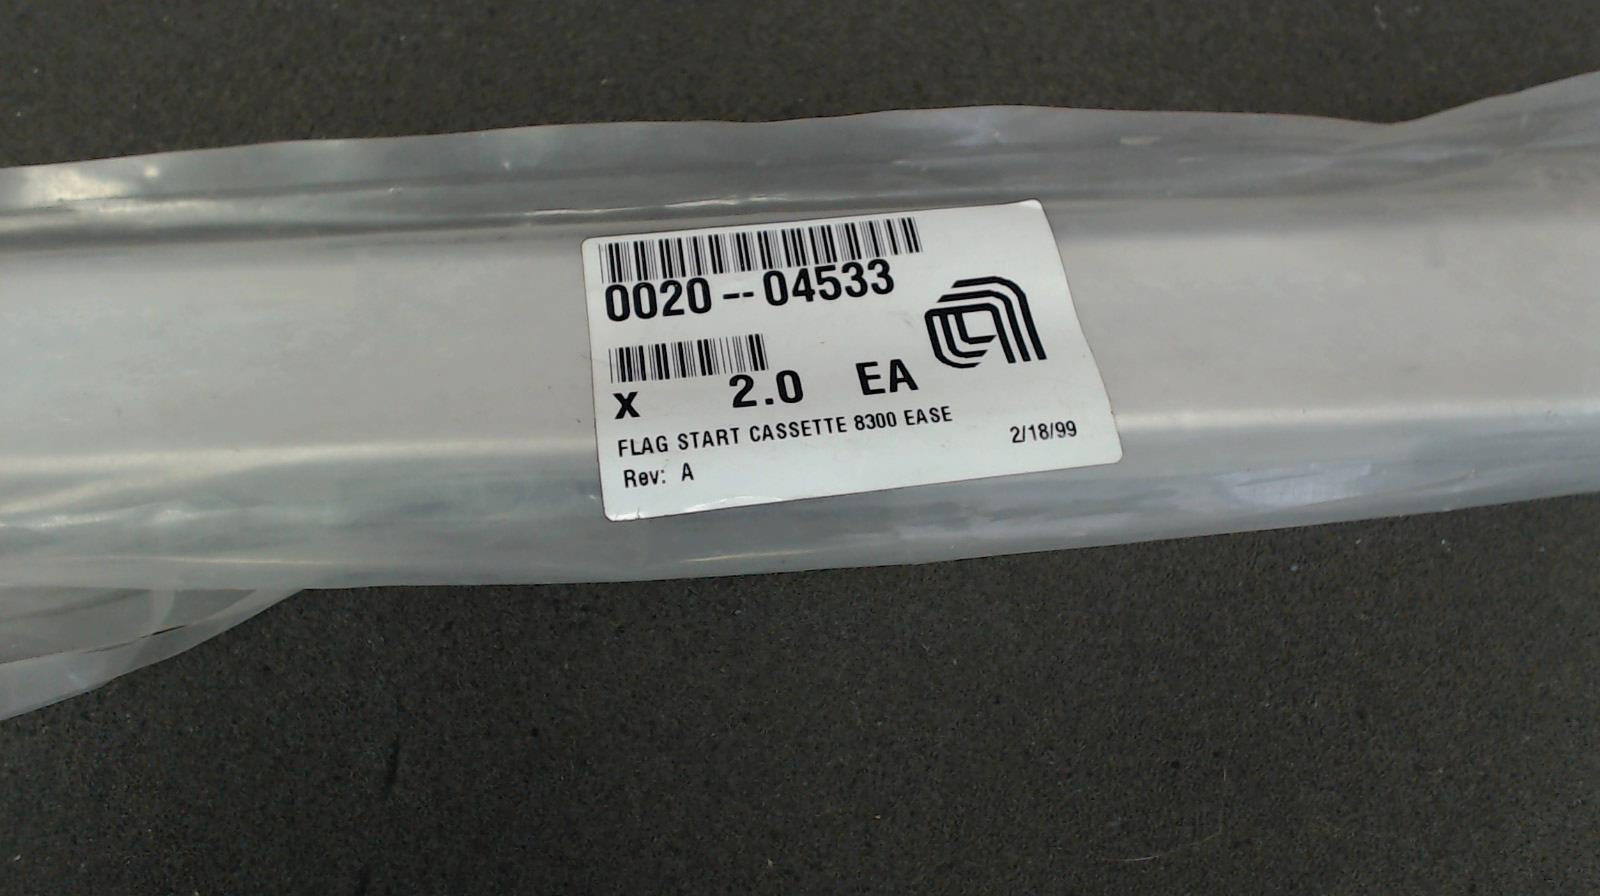 0020--04533
X 2.0 EA
FLAG START CASSETTE 8300 EASE
Rev: A 2/18/99